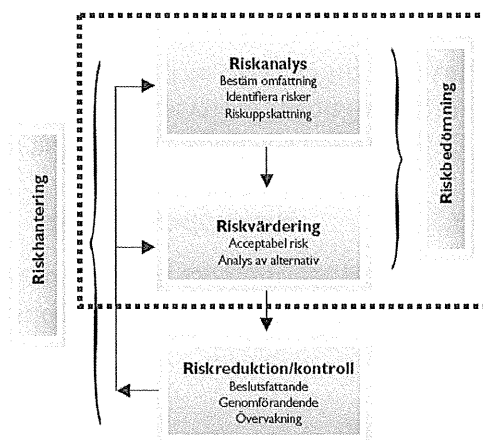 Riskhantering
Riskanalys
Bestäm omfattning
Identifiera risker
Riskuppskattning
Riskvärdering
Acceptabel risk
Analys av alternativ
Riskreduktion/kontroll
Beslutsfattande
Genomförandende
Övervakning
Riskbedömning